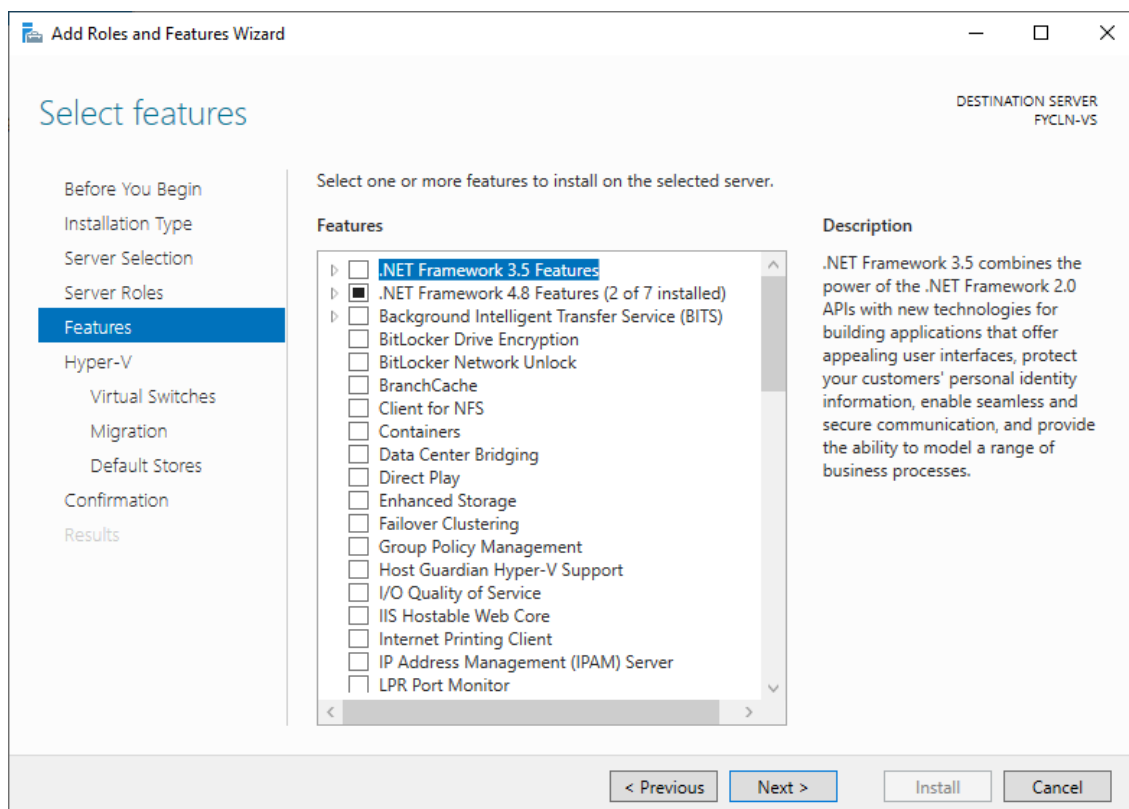 Add Roles and Features Wizard
Select features
DESTINATION SERVER
FYCLN-VS
Before You Begin
Installation Type
Server Selection
Server Roles
Features
Hyper-V
Virtual Switches
Migration
Default Stores
Confirmation
Results
Select one or more features to install on the selected server.
Features
.NET Framework 3.5 Features
.NET Framework 4.8 Features (2 of 7 installed)
Background Intelligent Transfer Service (BITS)
BitLocker Drive Encryption
BitLocker Network Unlock
BranchCache
Client for NFS
Containers
Data Center Bridging
Direct Play
Enhanced Storage
Failover Clustering
Group Policy Management
Host Guardian Hyper-V Support
I/O Quality of Service
IIS Hostable Web Core
Internet Printing Client
IP Address Management (IPAM) Server
LPR Port Monitor
Description
.NET Framework 3.5 combines the
power of the .NET Framework 2.0
APIs with new technologies for
building applications that offer
appealing user interfaces, protect
your customers' personal identity
information, enable seamless and
secure communication, and provide
the ability to model a range of
business processes.
< Previous
Next >
Install
Cancel